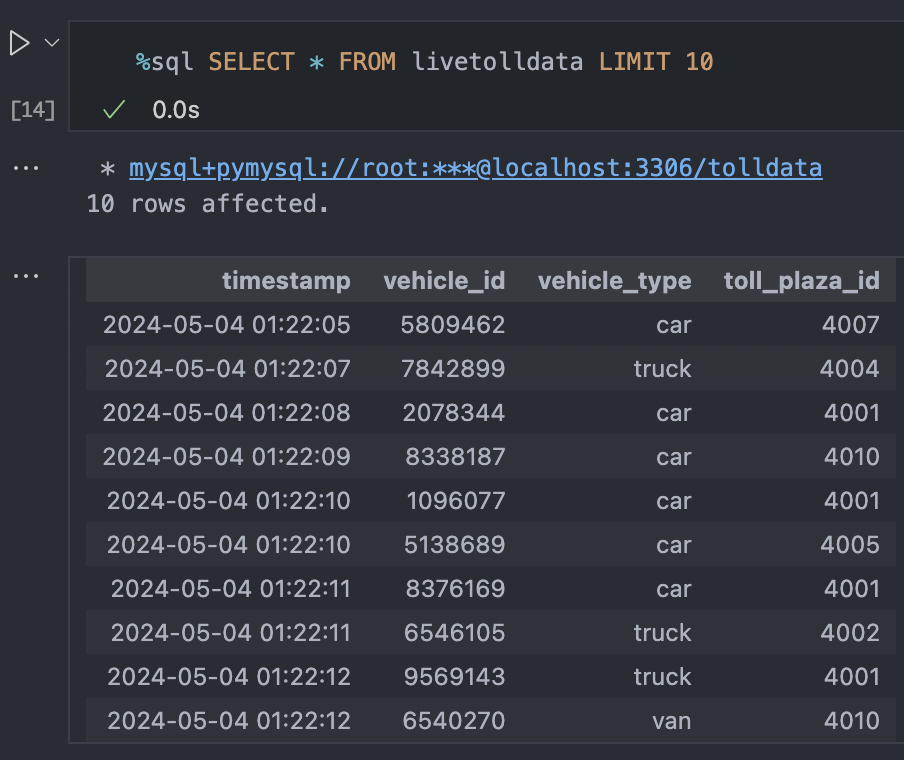 %sql SELECT * FROM livetolldata LIMIT 10
[14] 0.0s
* mysql+pymysql://root:***@localhost:3306/tolldata
10 rows affected.
timestamp vehicle_id vehicle_type toll_plaza_id
2024-05-04 01:22:05 5809462 car 4007
2024-05-04 01:22:07 7842899 truck 4004
2024-05-04 01:22:08 2078344 car 4001
2024-05-04 01:22:09 8338187 car 4010
2024-05-04 01:22:10 1096077 car 4001
2024-05-04 01:22:10 5138689 car 4005
2024-05-04 01:22:11 8376169 car 4001
2024-05-04 01:22:11 6546105 truck 4002
2024-05-04 01:22:12 9569143 truck 4001
2024-05-04 01:22:12 6540270 van 4010